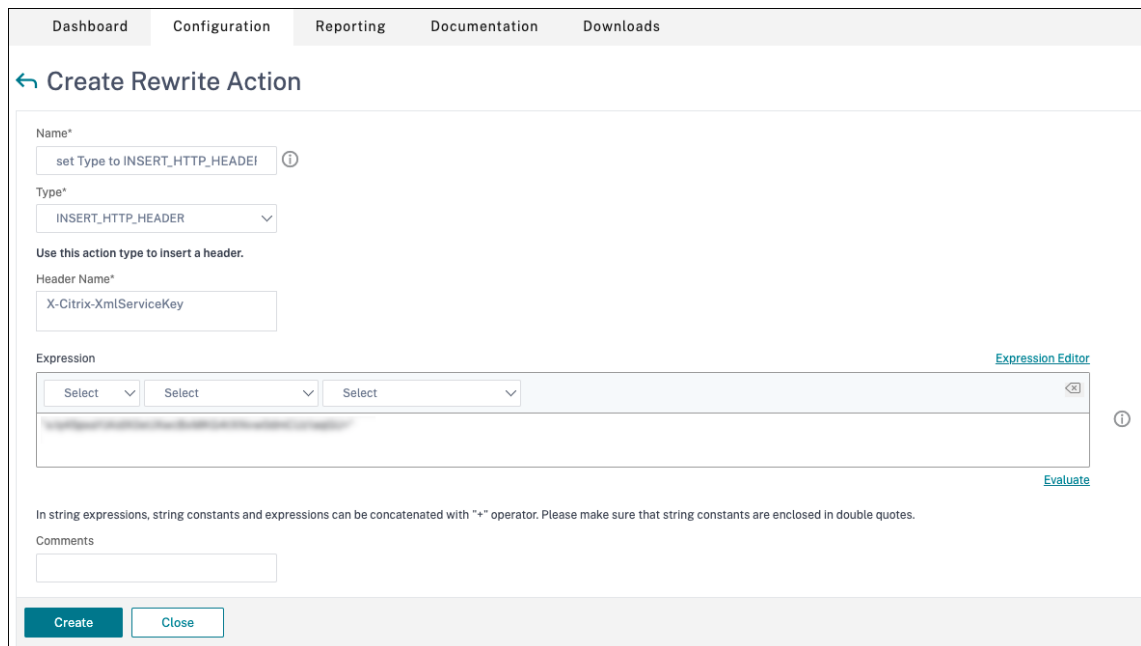 Dashboard Configuration Reporting Documentation Downloads
Create Rewrite Action
Name*
set Type to INSERT_HTTP_HEADE
Type*
INSERT_HTTP_HEADER
Use this action type to insert a header.
Header Name*
X-Citrix-XmlServiceKey
Expression Expression Editor
Select Select Select
Evaluate
In string expressions, string constants and expressions can be concatenated with "+" operator. Please make sure that string constants are enclosed in double quotes.
Comments
Create Close